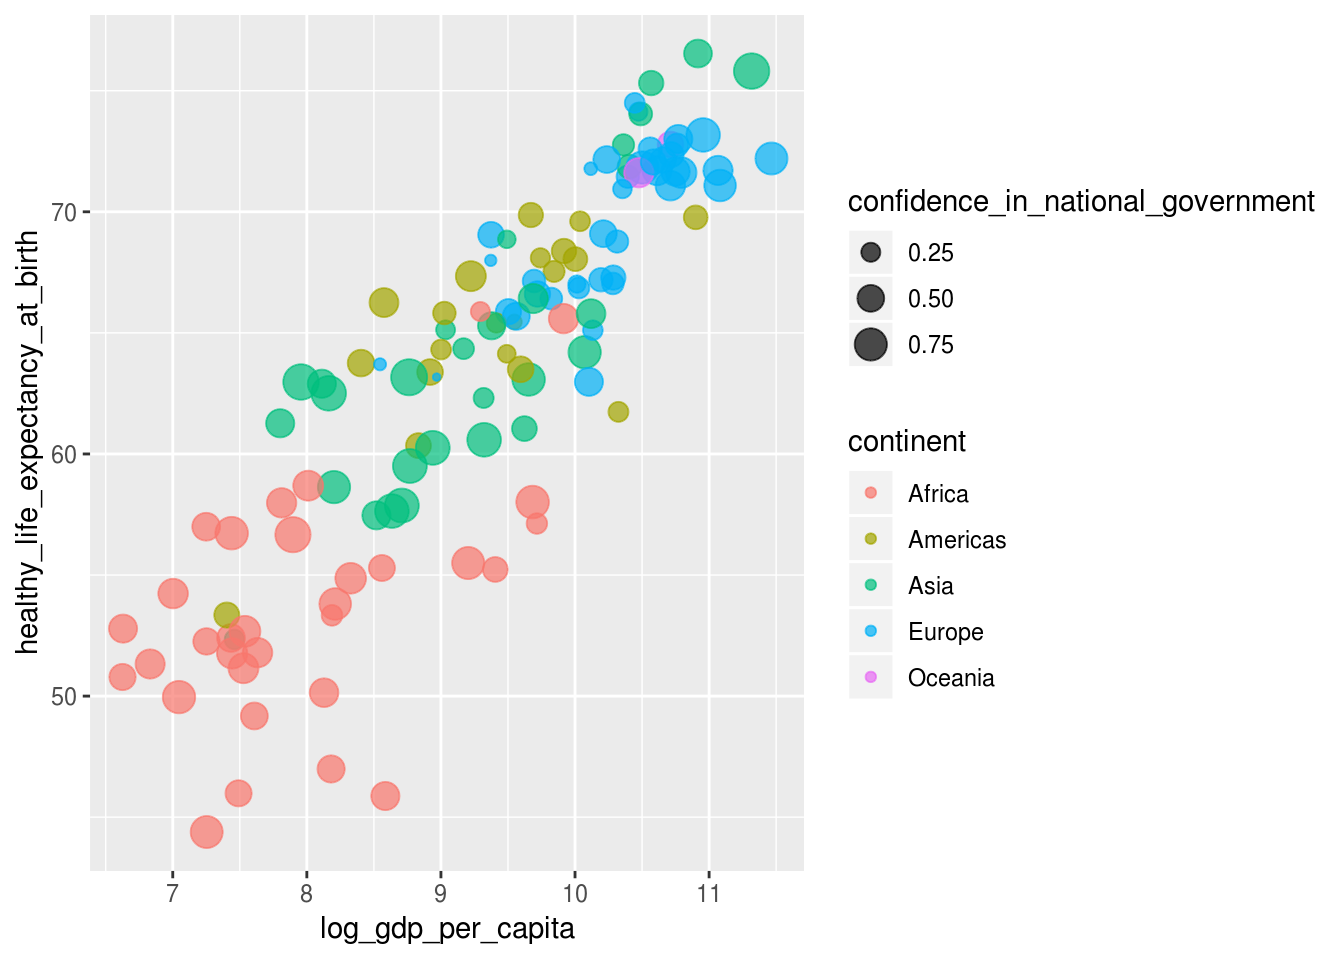 healthy_life_expectancy_at_birth
70
60
50
7 8 9 10 11
log_gdp_per_capita
confidence_in_national_government
0.25
0.50
0.75
continent
Africa
Americas
Asia
Europe
Oceania